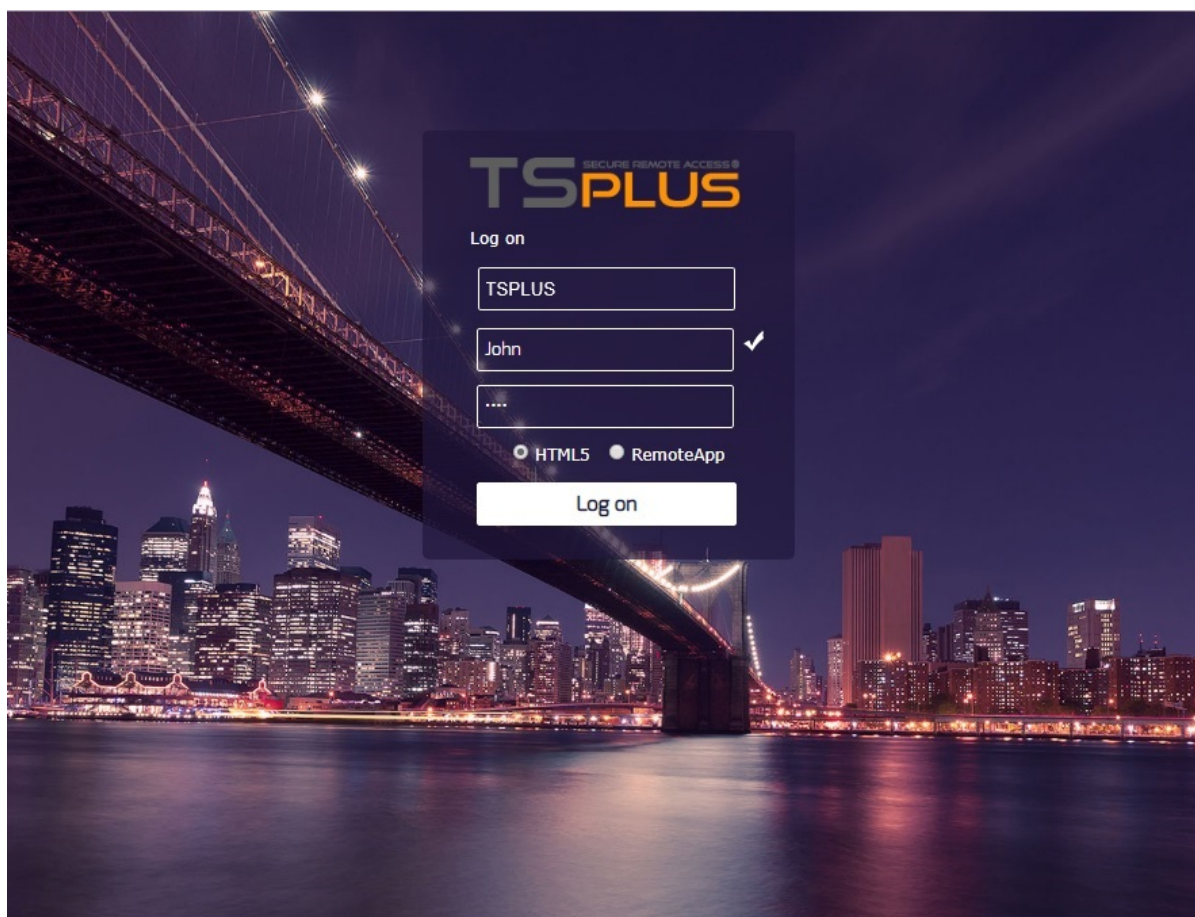 TSPLUS
SECURE REMOTE ACCESS®
Log on
TSPLUS
John
....
HTML5 RemoteApp
Log on